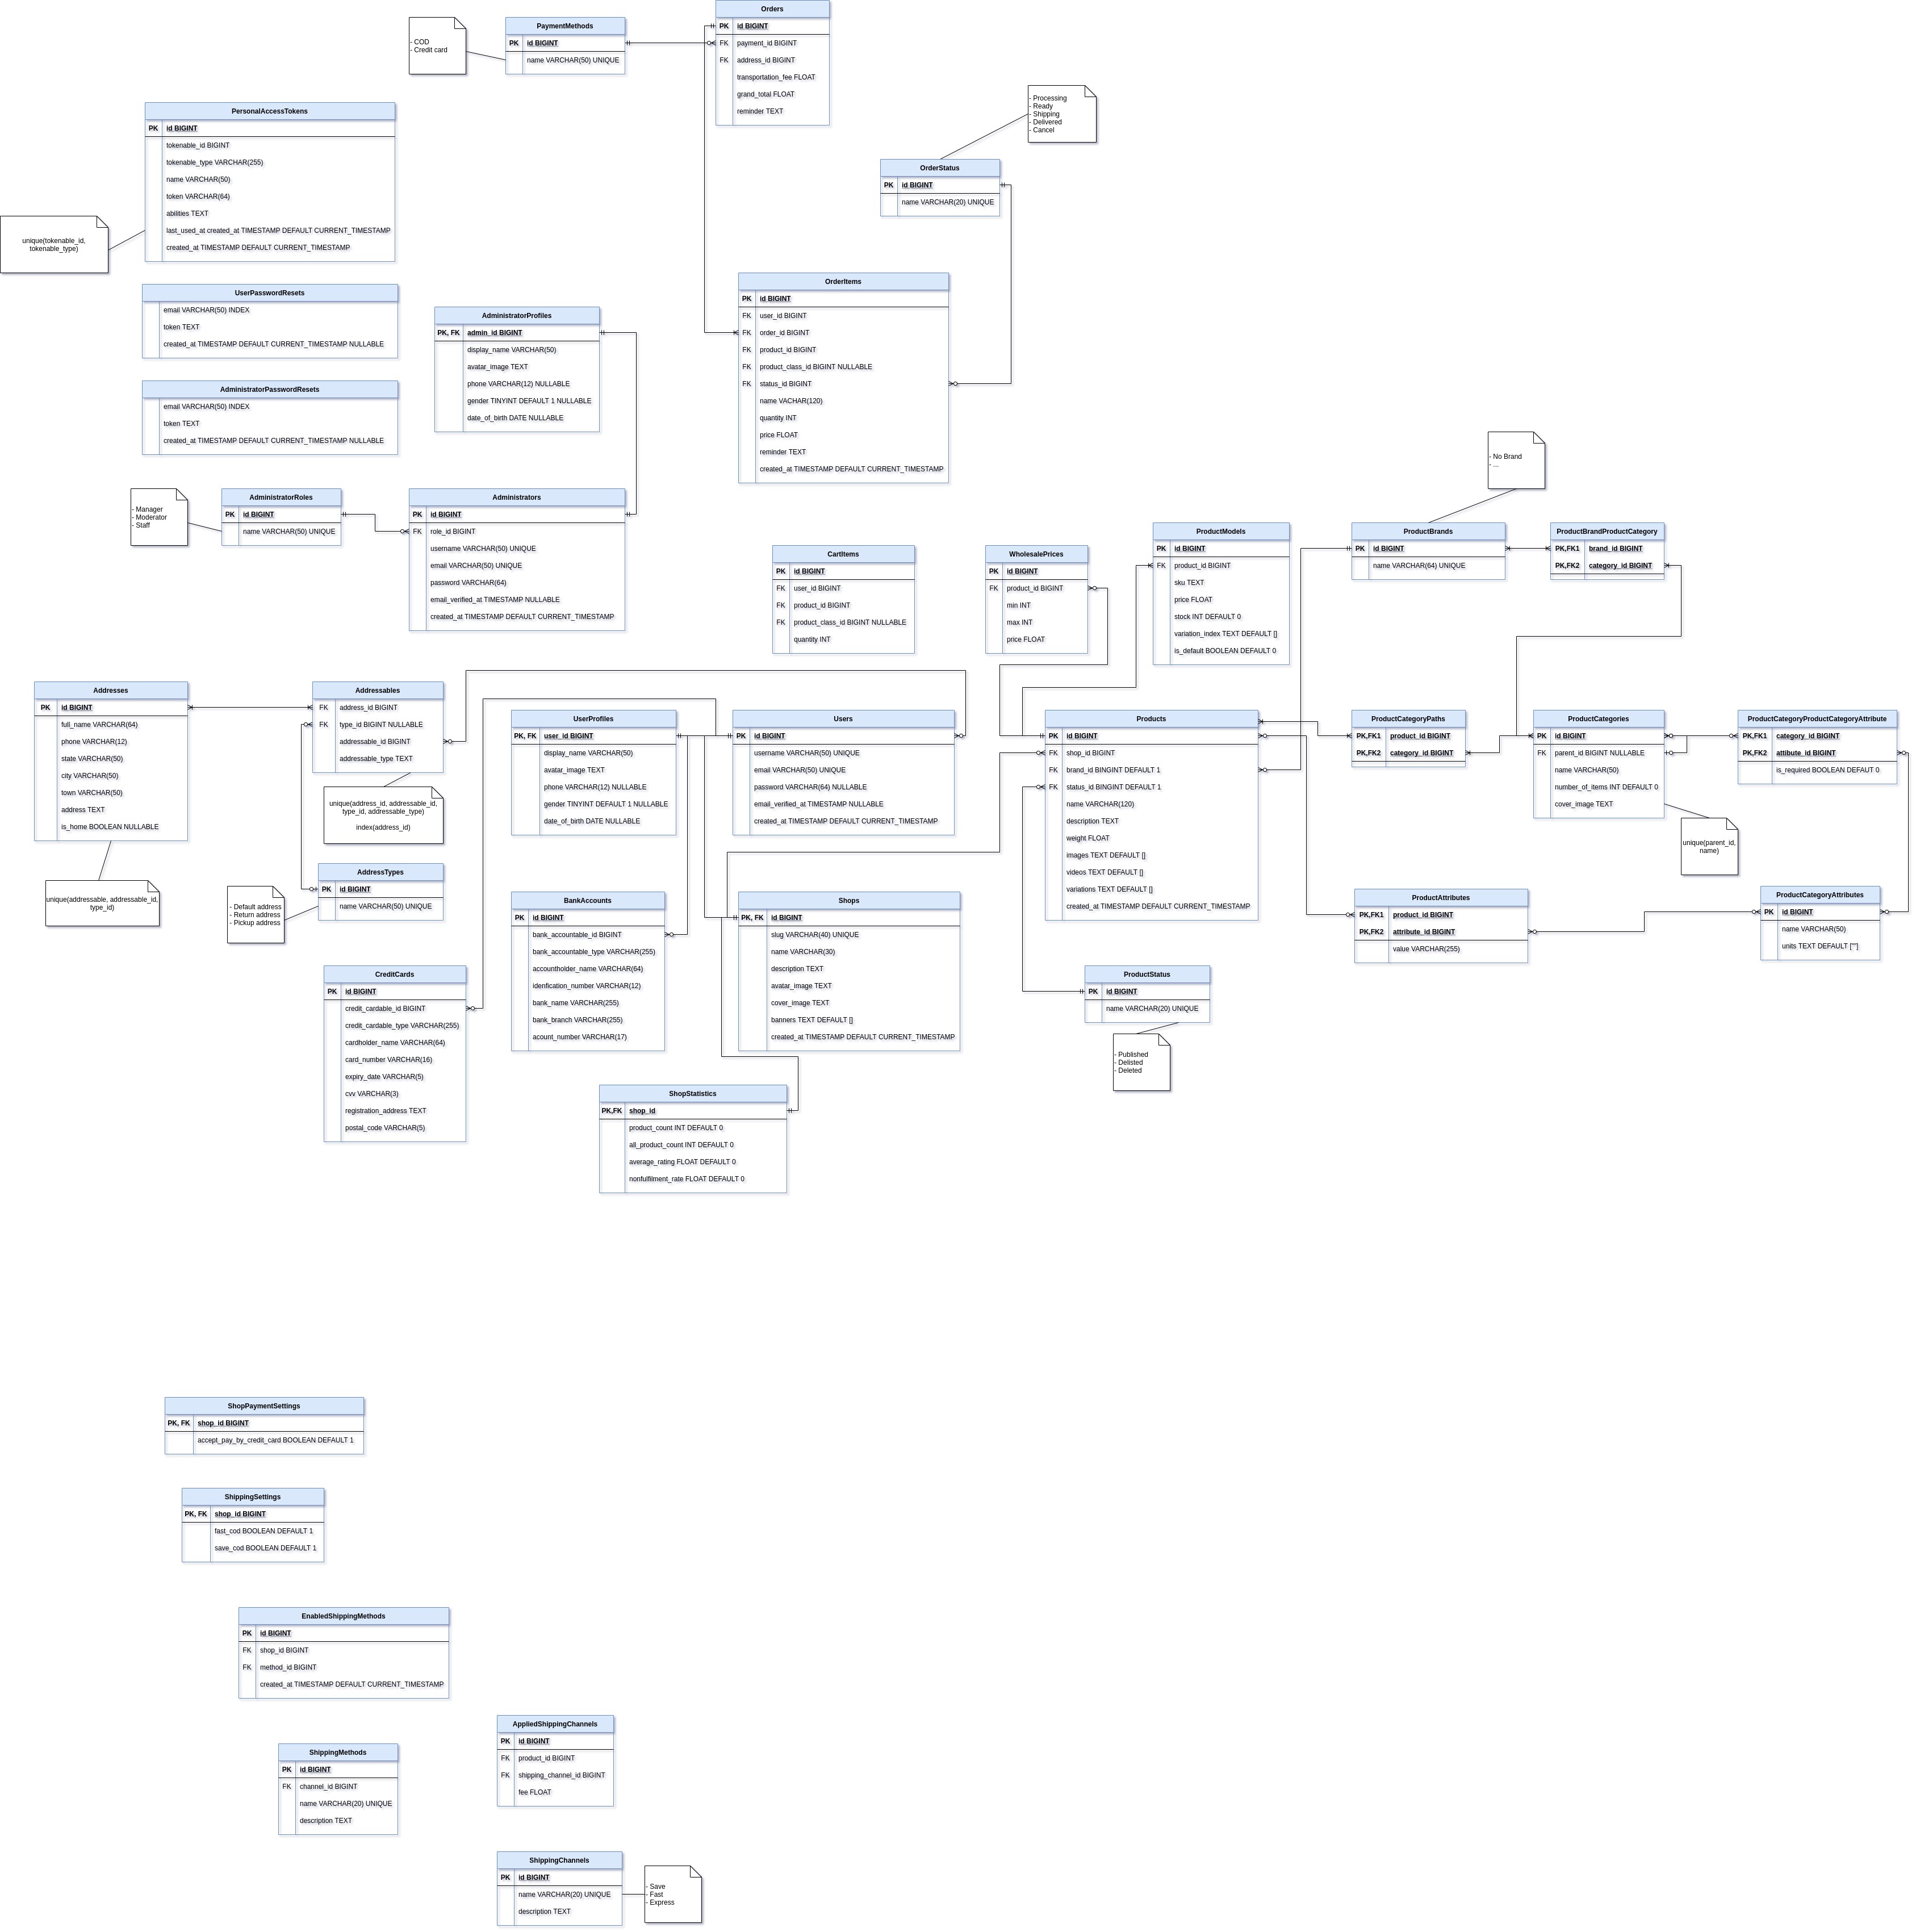 Orders
PK id BIGINT
FK payment_id BIGINT
FK address_id BIGINT
transportation_fee FLOAT
grand_total FLOAT
reminder TEXT
- COD
- Credit card
PaymentMethods
PK id BIGINT
name VARCHAR(50) UNIQUE
- Processing
- Ready
- Shipping
- Delivered
- Cancel
OrderStatus
PK id BIGINT
name VARCHAR(20) UNIQUE
PersonalAccessTokens
PK id BIGINT
tokenable_id BIGINT
tokenable_type VARCHAR(255)
name VARCHAR(50)
token VARCHAR(64)
abilities TEXT
last_used_at created_at at TIMESTAMP DEFAULT CURRENT_TIMESTAMP
created_at TIMESTAMP DEFAULT CURRENT_TIMESTAMP
unique(tokenable_id,
tokenable_type)
UserPasswordResets
email VARCHAR(50) INDEX
token TEXT
created_at TIMESTAMP DEFAULT CURRENT_TIMESTAMP NULLABLE
AdministratorPasswordResets
email VARCHAR(50) INDEX
token TEXT
created_at TIMESTAMP DEFAULT CURRENT_TIMESTAMP NULLABLE
AdministratorProfiles
PK, FK admin_id BIGINT
display_name VARCHAR(50)
avatar_image TEXT
phone VARCHAR(12) NULLABLE
gender TINYINT DEFAULT 1 NULLABLE
date_of_birth DATE NULLABLE
OrderItems
PK id BIGINT
FK user_id BIGINT
FK order_id BIGINT
FK product_id BIGINT
FK product_class_id BIGINT NULLABLE
FK status_id BIGINT
name VACHAR(120)
quantity INT
price FLOAT
reminder TEXT
created_at TIMESTAMP DEFAULT CURRENT_TIMESTAMP
- Manager
- Moderator
- Staff
AdministratorRoles
PK id BIGINT
name VARCHAR(50) UNIQUE
Administrators
PK id BIGINT
FK role_id BIGINT
username VARCHAR(50) UNIQUE
email VARCHAR(50) UNIQUE
password VARCHAR(64)
email_verified_at TIMESTAMP NULLABLE
created_at TIMESTAMP DEFAULT CURRENT_TIMESTAMP
CartItems
PK id BIGINT
FK user_id BIGINT
FK product_id BIGINT
FK product_class_id BIGINT NULLABLE
quantity INT
WholesalePrices
PK id BIGINT
FK product_id BIGINT
min INT
max INT
price FLOAT
ProductModels
PK id BIGINT
FK product_id BIGINT
sku TEXT
price FLOAT
stock INT DEFAULT 0
variation_index TEXT DEFAULT []
is_default BOOLEAN DEFAULT 0
- No Brand
- ...
ProductBrands
PK id BIGINT
name VARCHAR(64) UNIQUE
ProductBrandProductCategory
PK,FK1 brand_id BIGINT
PK,FK2 category_id BIGINT
Addresses
PK id BIGINT
full_name VARCHAR(64)
phone VARCHAR(12)
state VARCHAR(50)
city VARCHAR(50)
town VARCHAR(50)
address TEXT
is_home BOOLEAN NULLABLE
unique(addressable, addressable_id,
type_id)
Addressables
FK address_id BIGINT
FK type_id BIGINT NULLABLE
addressable_id BIGINT
addressable_type TEXT
unique(address_id, addressable_id,
type_id, addressable_type)
index(address_id)
- Default address
- Return address
- Pickup address
AddressTypes
PK id BIGINT
name VARCHAR(50) UNIQUE
UserProfiles
PK, FK user_id BIGINT
display_name VARCHAR(50)
avatar_image TEXT
phone VARCHAR(12) NULLABLE
gender TINYINT DEFAULT 1 NULLABLE
date_of_birth DATE NULLABLE
Users
PK id BIGINT
username VARCHAR(50) UNIQUE
email VARCHAR(50) UNIQUE
password VARCHAR(64) NULLABLE
email_verified_at TIMESTAMP NULLABLE
created_at TIMESTAMP DEFAULT CURRENT_TIMESTAMP
Products
PK id BIGINT
FK shop_id BIGINT
FK brand_id BINGINT DEFAULT 1
FK status_id BINGINT DEFAULT 1
name VARCHAR(120)
description TEXT
weight FLOAT
images TEXT DEFAULT []
videos TEXT DEFAULT []
variations TEXT DEFAULT []
created_at TIMESTAMP DEFAULT CURRENT_TIMESTAMP
ProductCategoryPaths
PK,FK1 product_id BIGINT
PK,FK2 category_id BIGINT
ProductCategories
PK id BIGINT
FK parent_id BIGINT NULLABLE
name VARCHAR(50)
number_of_items INT DEFAULT 0
cover_image TEXT
unique(parent_id,
name)
ProductCategoryProductCategoryAttribute
PK,FK1 category_id BIGINT
PK,FK2 attibute_id BIGINT
is_required BOOLEAN DEFAUT 0
ProductAttributes
PK,FK1 product_id BIGINT
PK,FK2 attribute_id BIGINT
value VARCHAR(255)
ProductCategoryAttributes
PK id BIGINT
name VARCHAR(50)
units TEXT DEFAULT [""]
CreditCards
PK id BIGINT
credit_cardable_id BIGINT
credit_cardable_type VARCHAR(255)
cardholder_name VARCHAR(64)
card_number VARCHAR(16)
expiry_date VARCHAR(5)
cvv VARCHAR(3)
registration_address TEXT
postal_code VARCHAR(5)
BankAccounts
PK id BIGINT
bank_accountable_id BIGINT
bank_accountable_type VARCHAR(255)
accountholder_name VARCHAR(64)
idenfication_number VARCHAR(12)
bank_name VARCHAR(255)
bank_branch VARCHAR(255)
acount_number VARCHAR(17)
Shops
PK, FK id BIGINT
slug VARCHAR(40) UNIQUE
name VARCHAR(30)
description TEXT
avatar_image TEXT
cover_image TEXT
banners TEXT DEFAULT []
created_at TIMESTAMP DEFAULT CURRENT_TIMESTAMP
ProductStatus
PK id BIGINT
name VARCHAR(20) UNIQUE
- Published
- Delisted
- Deleted
ShopStatistics
PK,FK shop_id
product_count INT DEFAULT 0
all_product_count INT DEFAULT 0
average_rating FLOAT DEFAULT 0
nonfulfilment_rate FLOAT DEFAULT 0
ShopPaymentSettings
PK, FK shop_id BIGINT
accept_pay_by_credit_card BOOLEAN DEFAULT 1
ShippingSettings
PK, FK shop_id BIGINT
fast_cod BOOLEAN DEFAULT 1
save_cod BOOLEAN DEFAULT 1
EnabledShippingMethods
PK id BIGINT
FK shop_id BIGINT
FK method_id BIGINT
created_at TIMESTAMP DEFAULT CURRENT_TIMESTAMP
AppliedShippingChannels
PK id BIGINT
FK product_id BIGINT
FK shipping_channel_id BIGINT
fee FLOAT
ShippingMethods
PK id BIGINT
FK channel_id BIGINT
name VARCHAR(20) UNIQUE
description TEXT
ShippingChannels
PK id BIGINT
name VARCHAR(20) UNIQUE
description TEXT
- Save
- Fast
- Express